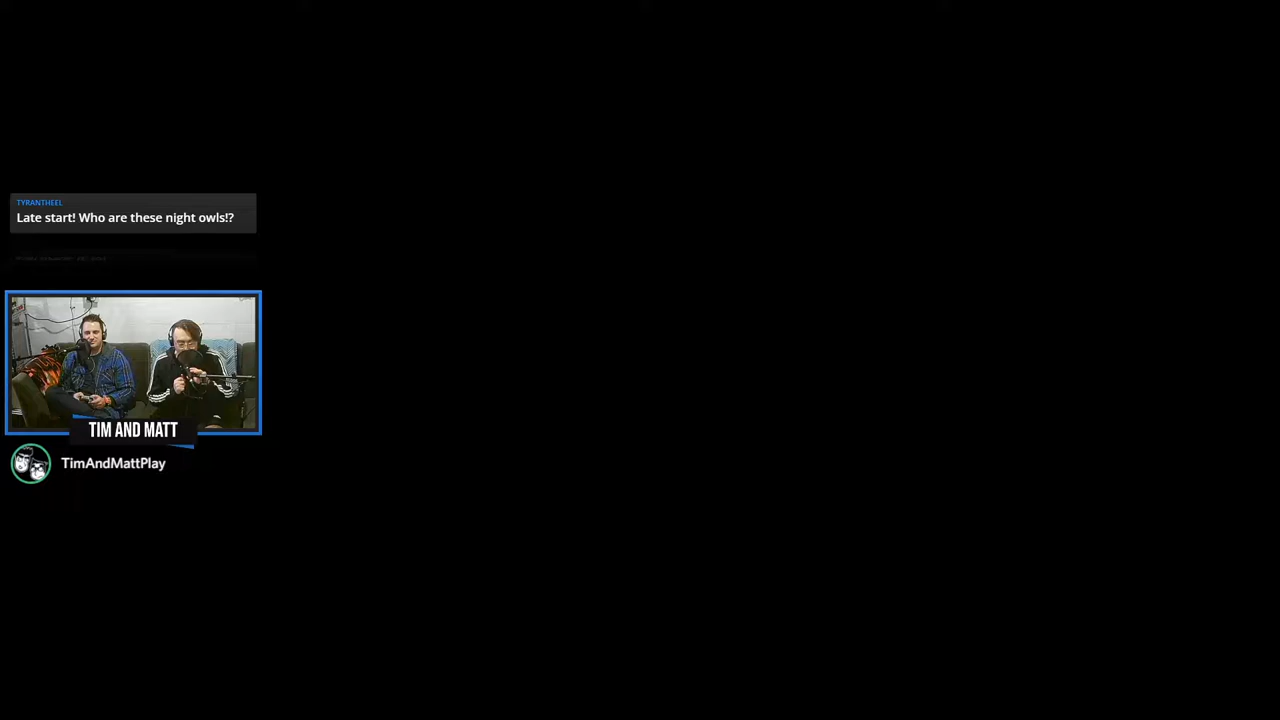 TYRANTHEEL
Late start! Who are these night owls!?
TIM AND MATT
TimAndMattPlay